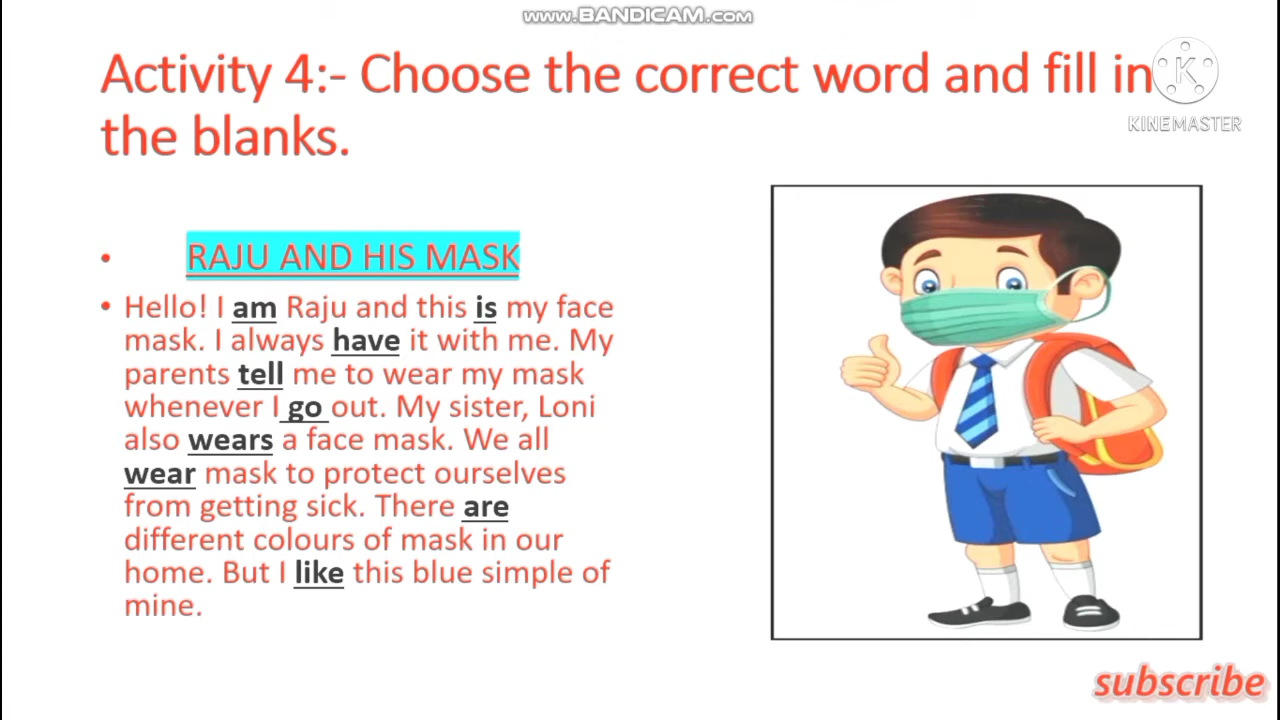 www.BANDICAM.com
Activity 4:- Choose the correct word and fill in
the blanks.
K
KINEMASTER
• RAJU AND HIS MASK
• Hello! I am Raju and this is my face
mask. I always have it with me. My
parents tell me to wear my mask
whenever I go out. My sister, Loni
also wears a face mask. We all
wear mask to protect ourselves
from getting sick. There are
different colours of mask in our
home. But I like this blue simple of
mine.
subscribe